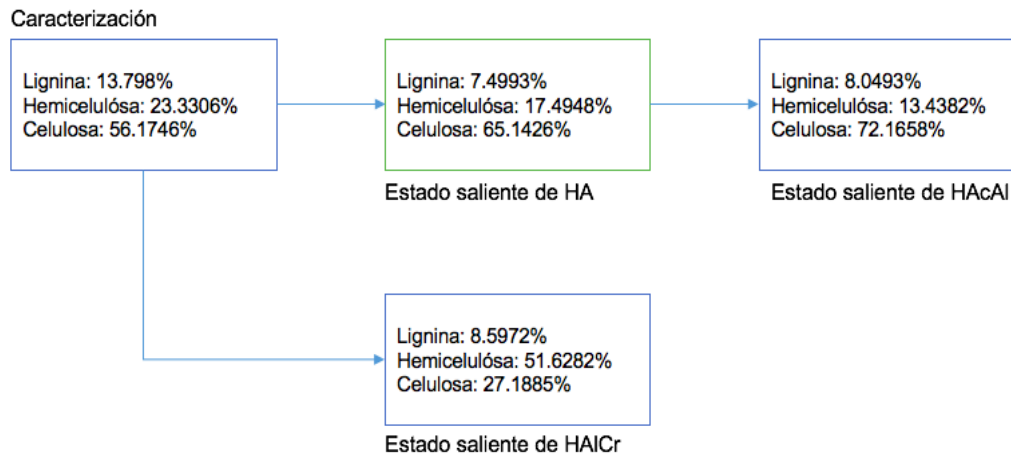 Caracterización
Lignina: 13.798%
Hemicelulósa: 23.3306%
Celulosa: 56.1746%
Lignina: 7.4993%
Hemicelulósa: 17.4948%
Celulosa: 65.1426%
Estado saliente de HA
Lignina: 8.0493%
Hemicelulósa: 13.4382%
Celulosa: 72.1658%
Estado saliente de HAcAl
Lignina: 8.5972%
Hemicelulósa: 51.6282%
Celulosa: 27.1885%
Estado saliente de HAlCr